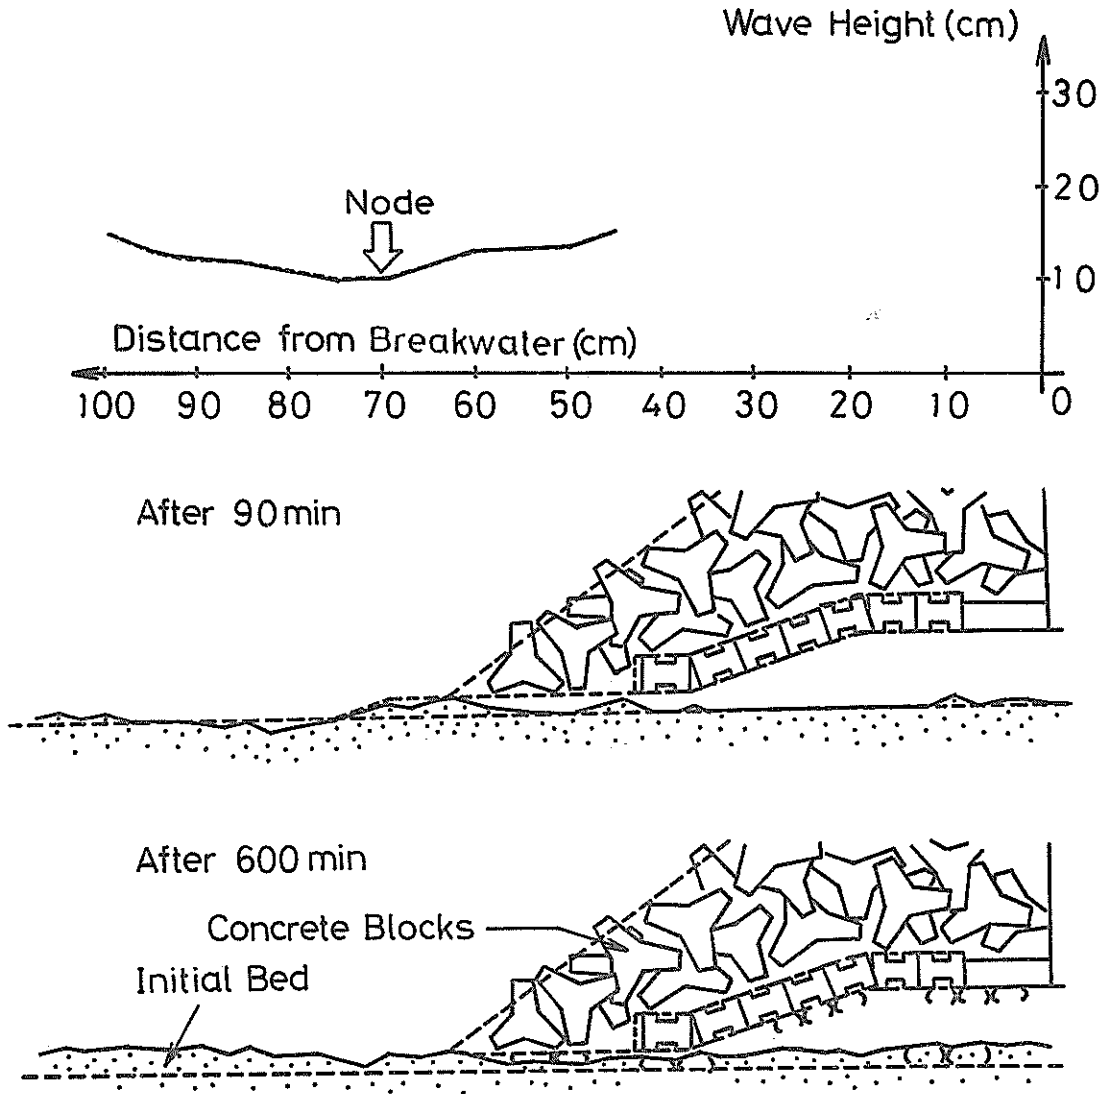 Wave Height (cm)
30
20
10
Node
Distance from Breakwater (cm)
100 90 80 70 60 50 40 30 20 10 0
After 90 min
After 600 min
Concrete Blocks
Initial Bed